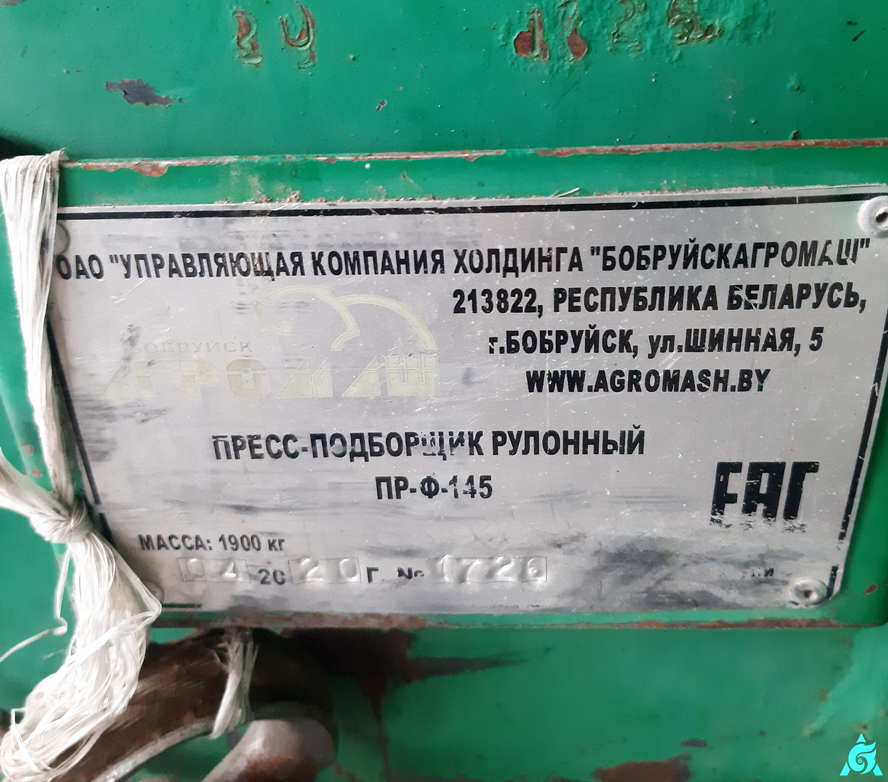 ОАО "УПРАВЛЯЮЩАЯ КОМПАНИЯ ХОЛДИНГА "БОБРУЙСКАГРОМАШ"
213822, РЕСПУБЛИКА БЕЛАРУСЬ,
г.БОБРУЙСК, ул.ШИННАЯ, 5
WWW.AGROMASH.BY
БОБРУЙСК
АГРОМАШ
ПРЕСС-ПОДБОРЩИК РУЛОННЫЙ
ПР-Ф-145
EAC
МАССА: 1900 кг
04 20 20 Г. № 1726